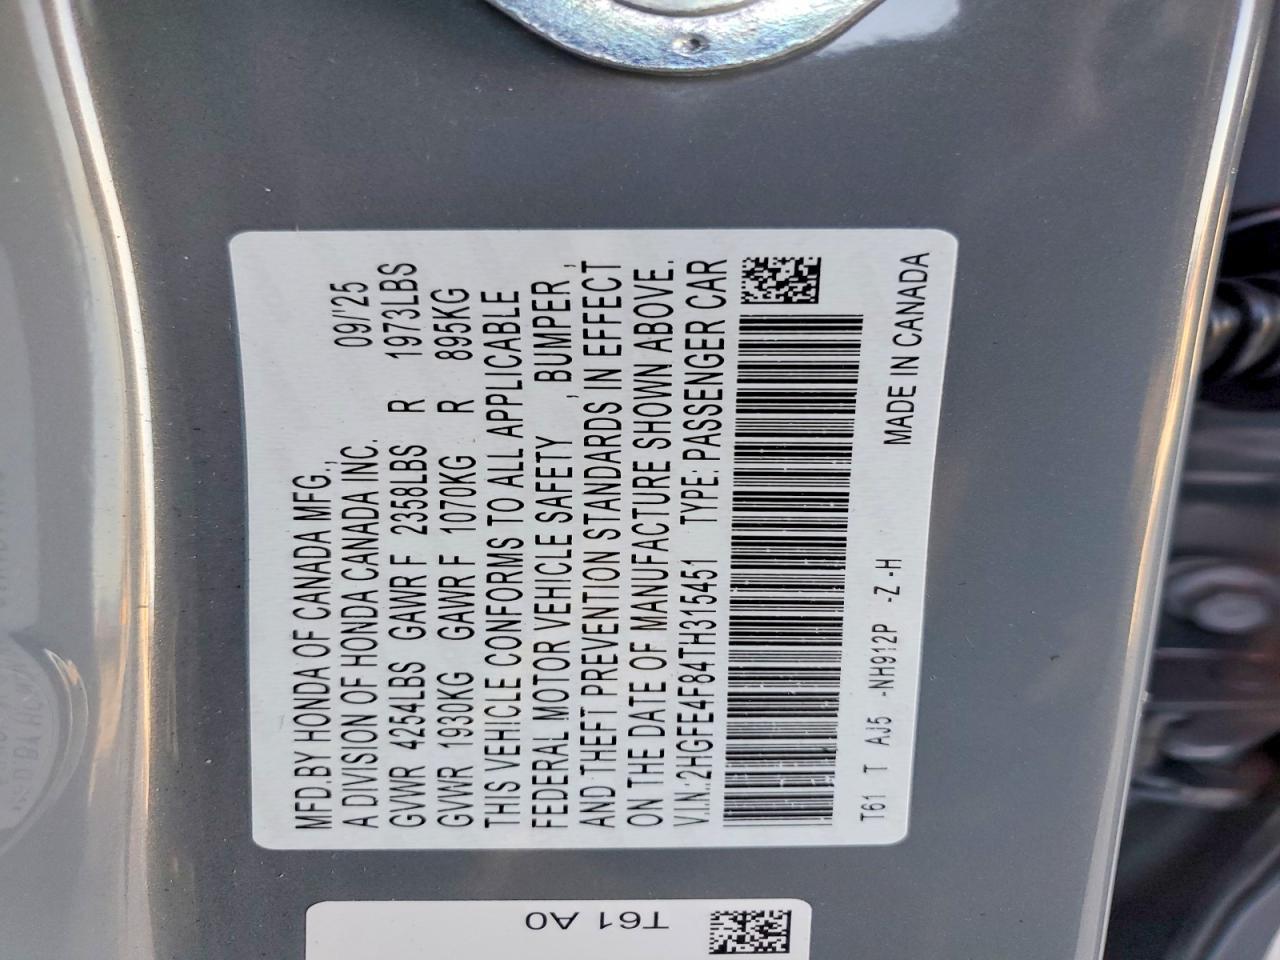 MFD.BY HONDA OF CANADA MFG.,
A DIVISION OF HONDA CANADA INC. 09/'25
GVWR 4254LBS GAWR F 2358LBS R 1973LBS
GVWR 1930KG GAWR F 1070KG R 895KG
THIS VEHICLE CONFORMS TO ALL APPLICABLE
FEDERAL MOTOR VEHICLE SAFETY , BUMPER ,
AND THEFT PREVENTION STANDARDS IN EFFECT
ON THE DATE OF MANUFACTURE SHOWN ABOVE.
V.I.N.:2HGFE4F84TH315451 TYPE: PASSENGER CAR
T61 T AJ5 -NH912P -Z -H MADE IN CANADA
T61 A0